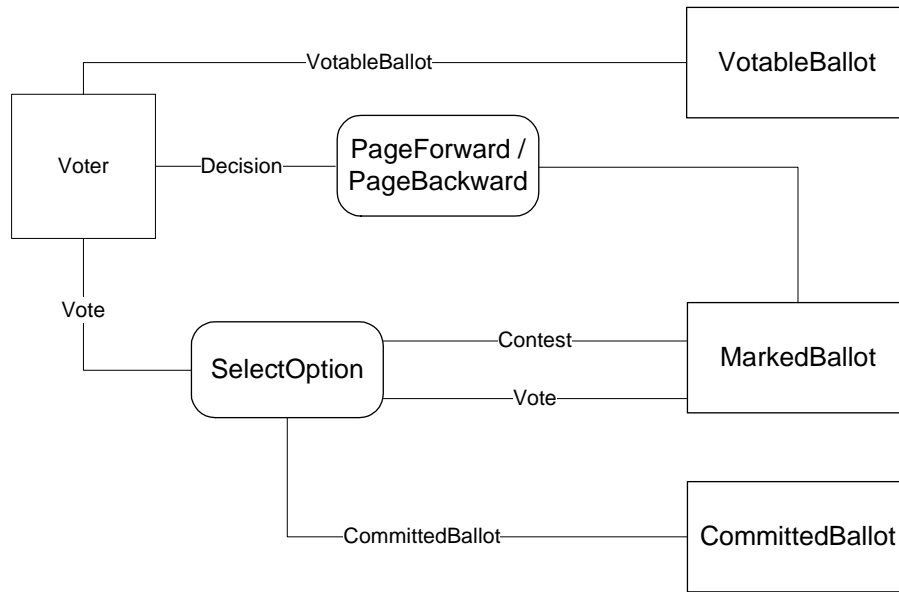 VotableBallot
VotableBallot
Voter
Decision
PageForward /
PageBackward
Vote
SelectOption
Contest
Vote
MarkedBallot
CommittedBallot
CommittedBallot